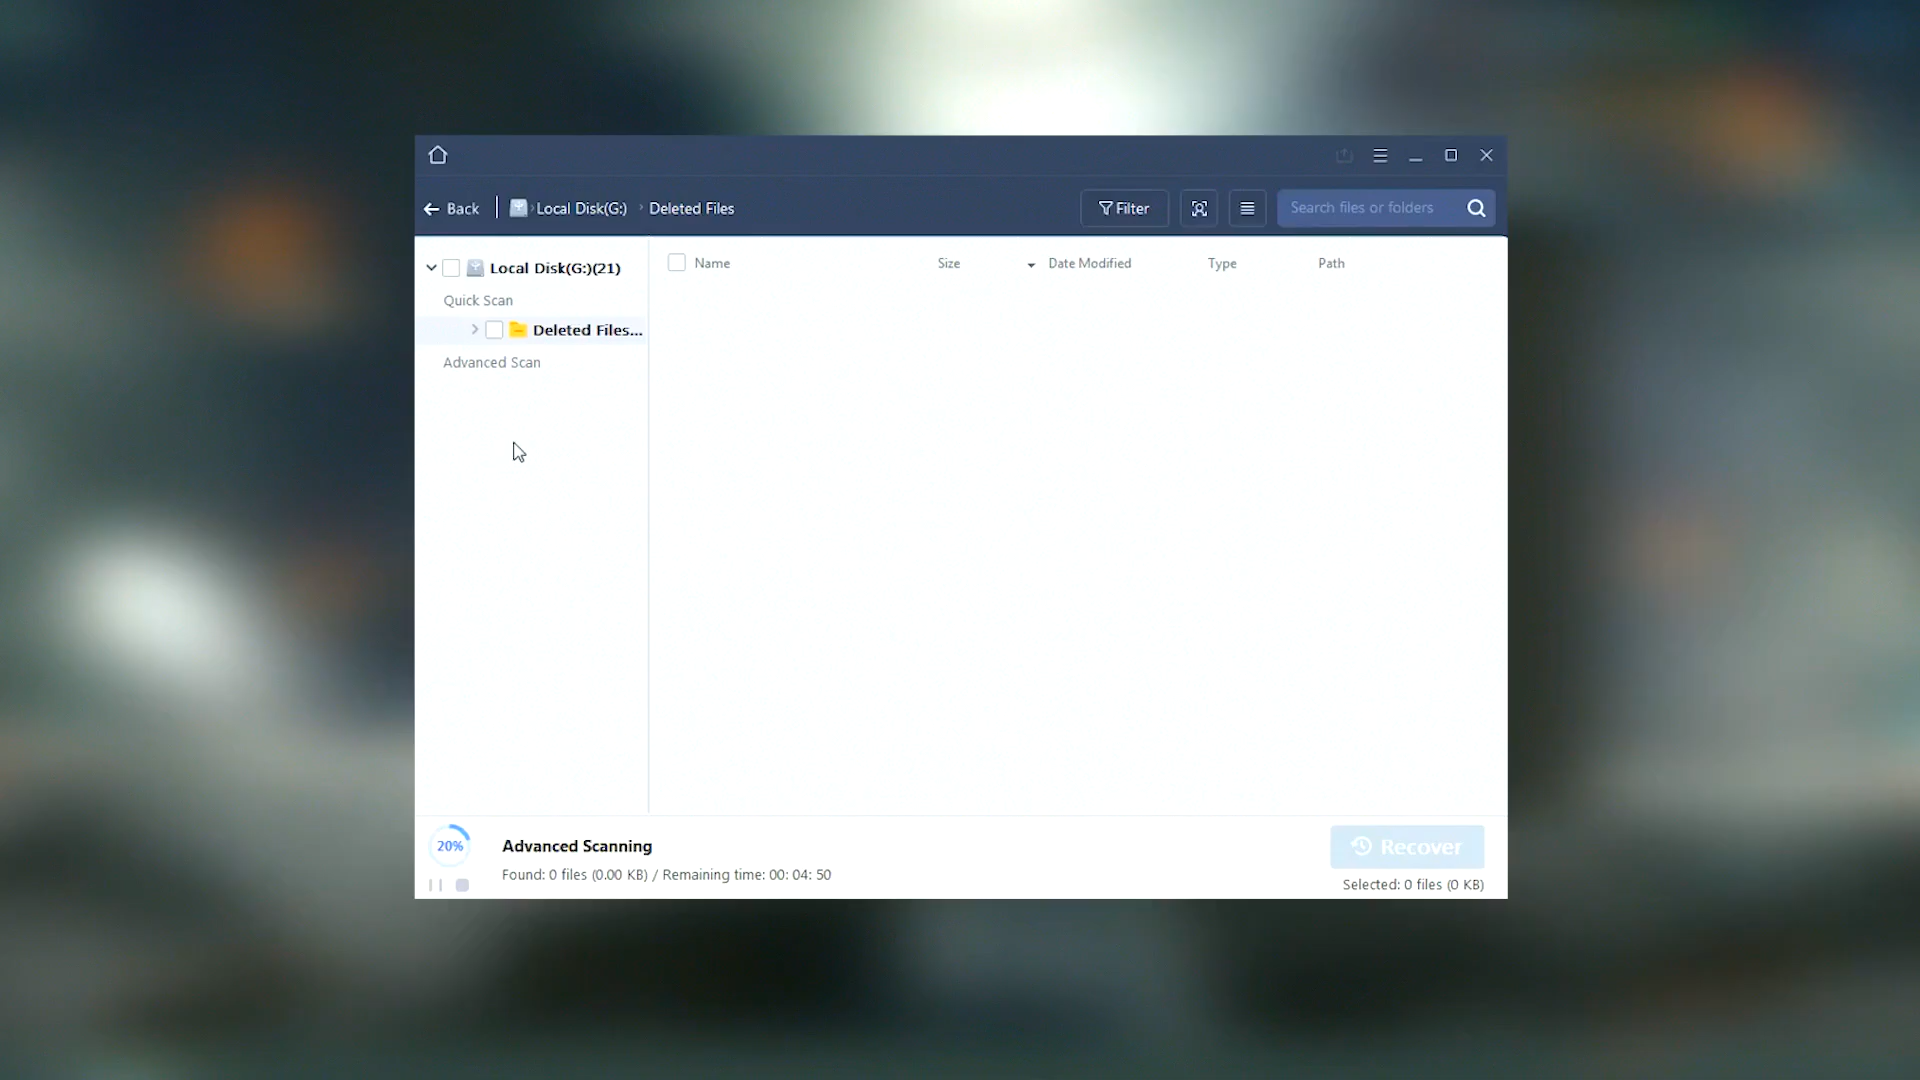 Back
Local Disk(G:)
Deleted Files
Filter
Search files or folders
Local Disk(G:)(21)
Quick Scan
Deleted Files...
Advanced Scan
Name
Size
Date Modified
Type
Path
20%
Advanced Scanning
Found: 0 files (0.00 KB) / Remaining time: 00: 04: 50
Recover
Selected: 0 files (0 KB)